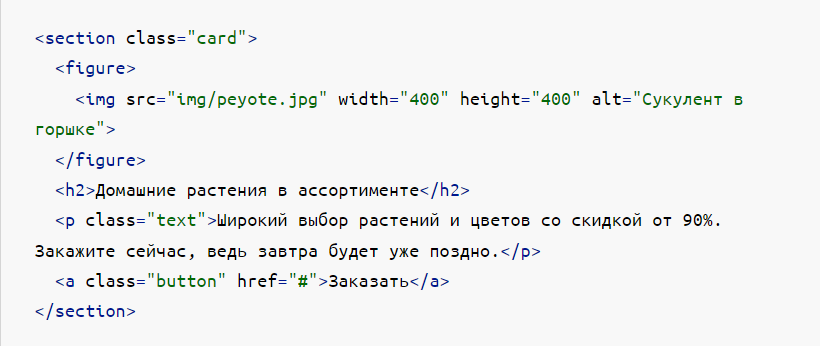 <section class="card">
<figure>
<img src="img/peyote.jpg" width="400" height="400" alt="Сукулент в
горшке">
</figure>
<h2>Домашние растения в ассортименте</h2>
<p class="text">Широкий выбор растений и цветов со скидкой от 90%.
Закажите сейчас, ведь завтра будет уже поздно.</p>
<a class="button" href="#">Заказать</a>
</section>